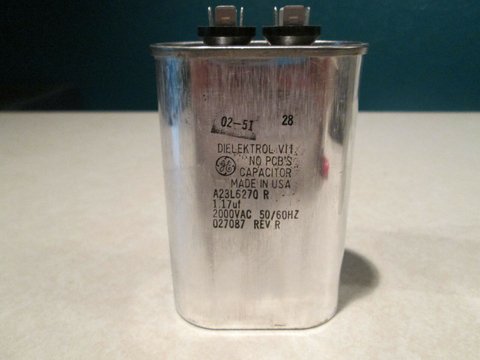 02-51 28
DIELEKTROL VII
GE NO PCB'S
CAPACITOR
MADE IN USA
A23L6270 R
1.17uf
2000VAC 50/60HZ
027087 REV R